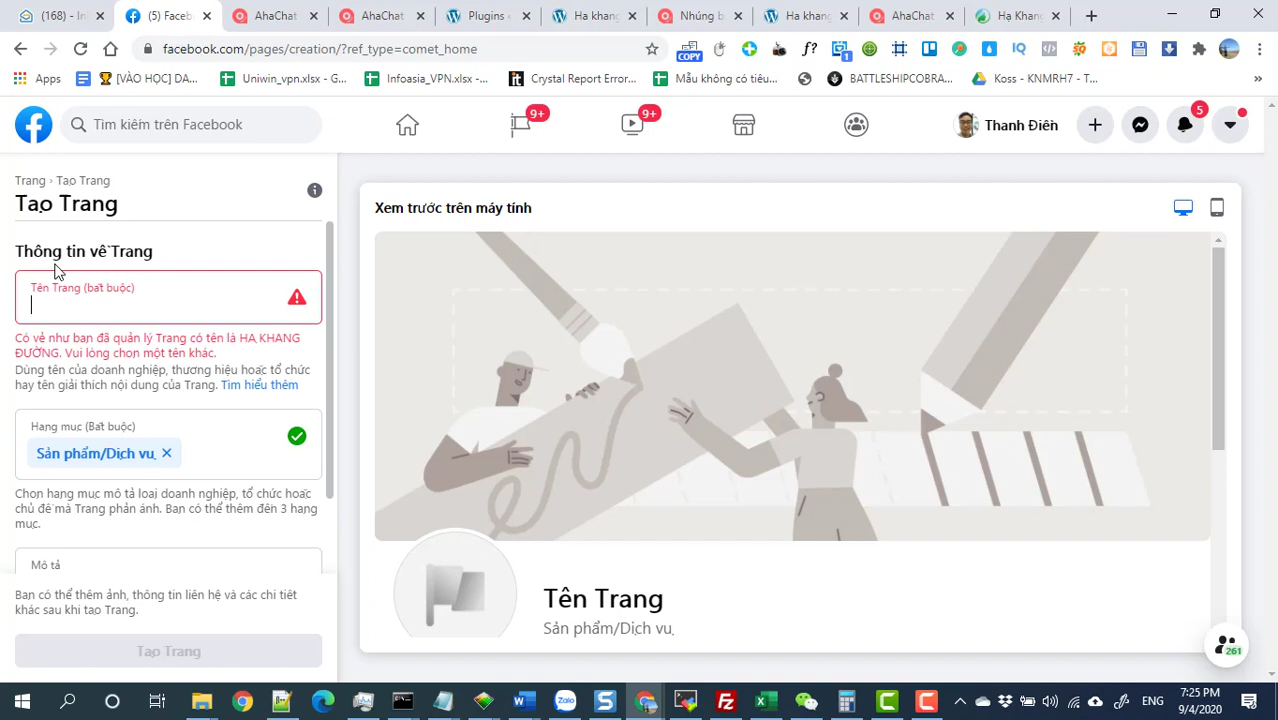 (168) - In
(5) Faceb
AhaChat
AhaChat
Plugins «
Ha khang
Nhúng b
Ha khang
AhaChat
Hạ Khang
facebook.com/pages/creation/?ref_type=comet_home
COPY
f?
1
IQ
Apps
[VÀO HỌC] DA...
Uniwin_vpn.xlsx - G...
Infoasia_VPN.xlsx -...
it Crystal Report Error...
Mẫu không có tiêu...
BATTLESHIPCOBRA...
Koss - KNMRH7 - T...
»
Tìm kiếm trên Facebook
9+
9+
Thanh Điền
5
Trang › Tạo Trang
Tạo Trang
Thông tin về Trang
Tên Trang (bắt buộc)
Có vẻ như bạn đã quản lý Trang có tên là HẠ KHANG
ĐƯỜNG. Vui lòng chọn một tên khác.
Dùng tên của doanh nghiệp, thương hiệu hoặc tổ chức
hay tên giải thích nội dung của Trang. Tìm hiểu thêm
Hạng mục (Bắt buộc)
Sản phẩm/Dịch vụ
Chọn hạng mục mô tả loại doanh nghiệp, tổ chức hoặc
chủ đề mà Trang phản ánh. Bạn có thể thêm đến 3 hạng
mục.
Mô tả
Bạn có thể thêm ảnh, thông tin liên hệ và các chi tiết
khác sau khi tạo Trang.
Tạo Trang
Xem trước trên máy tính
Tên Trang
Sản phẩm/Dịch vụ
261
Zalo
ENG
7:25 PM
9/4/2020